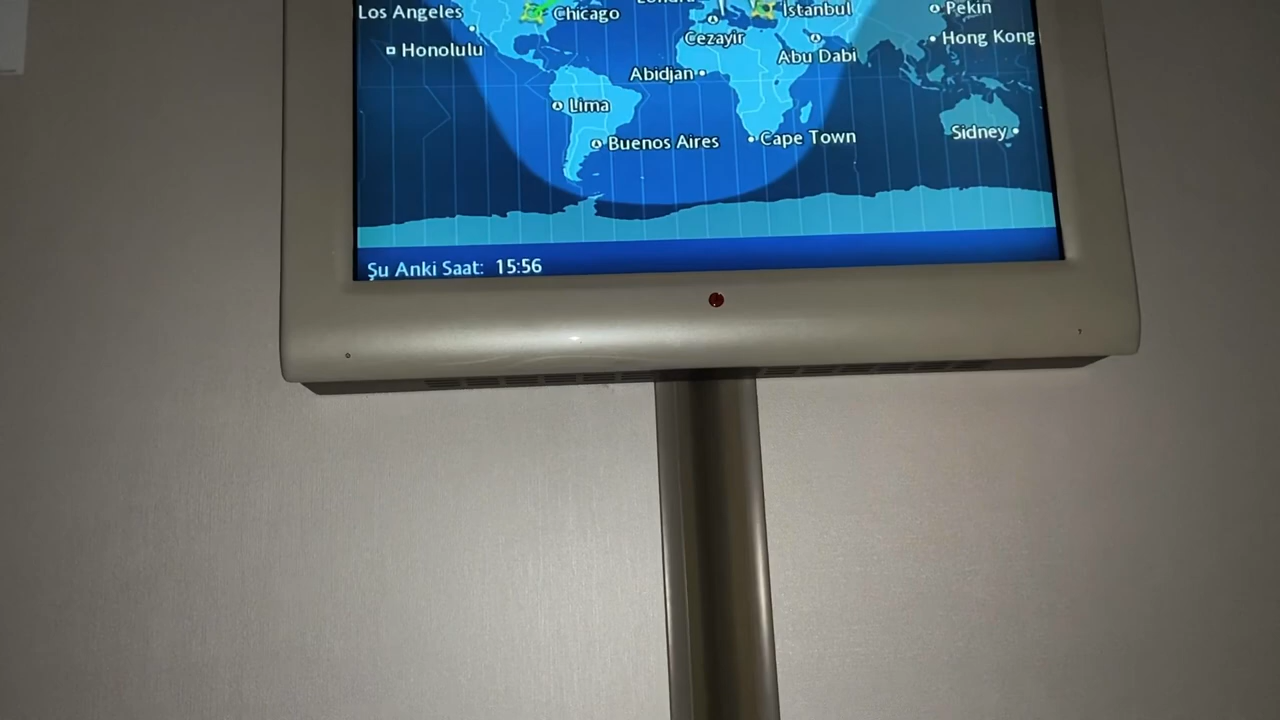 Los Angeles
Chicago
İstanbul
Pekin
Honolulu
Cezayir
Hong Kong
Abu Dabi
Abidjan
Lima
Buenos Aires
Cape Town
Sidney
Şu Anki Saat: 15:56